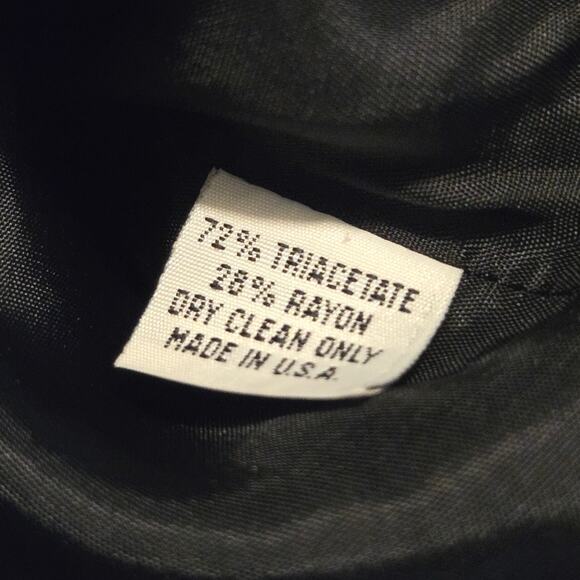 72% TRIACETATE
28% RAYON
DRY CLEAN ONLY
MADE IN U.S.A.